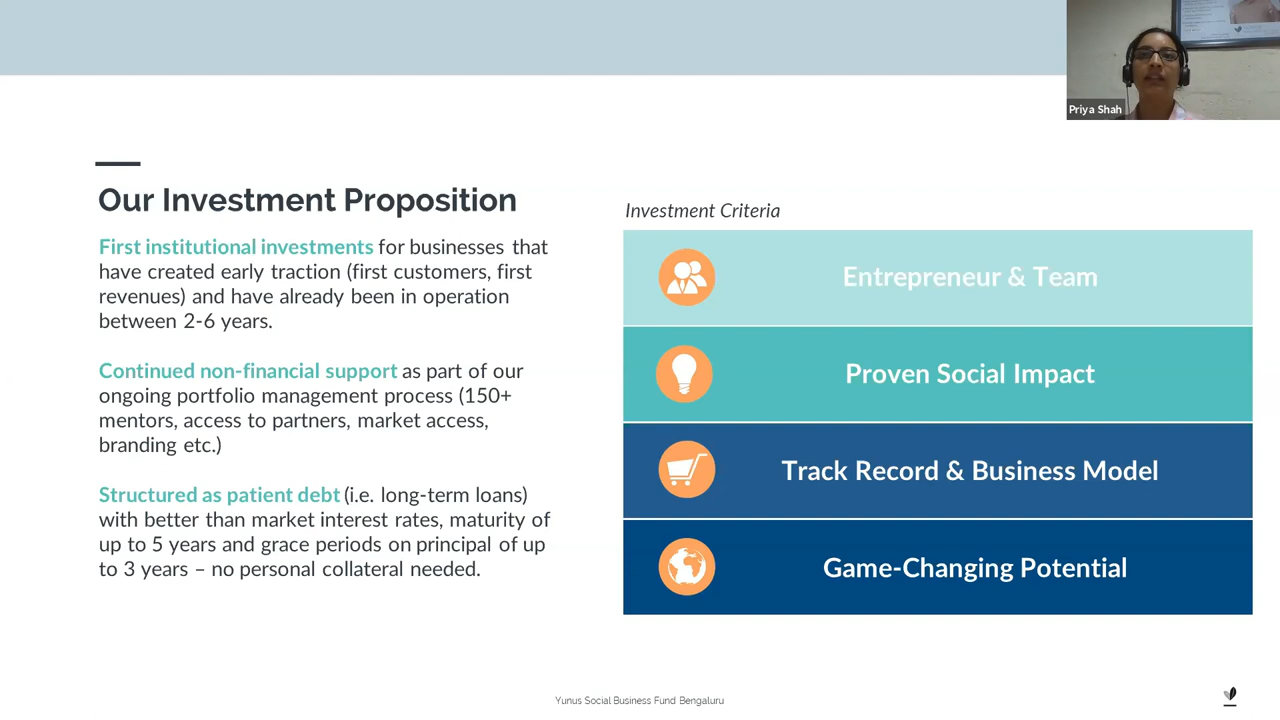 Priya Shah
Our Investment Proposition
First institutional investments for businesses that
have created early traction (first customers, first
revenues) and have already been in operation
between 2-6 years.
Continued non-financial support as part of our
ongoing portfolio management process (150+
mentors, access to partners, market access,
branding etc.)
Structured as patient debt (i.e. long-term loans)
with better than market interest rates, maturity of
up to 5 years and grace periods on principal of up
to 3 years – no personal collateral needed.
Investment Criteria
Entrepreneur & Team
Proven Social Impact
Track Record & Business Model
Game-Changing Potential
Yunus Social Business Fund Bengaluru